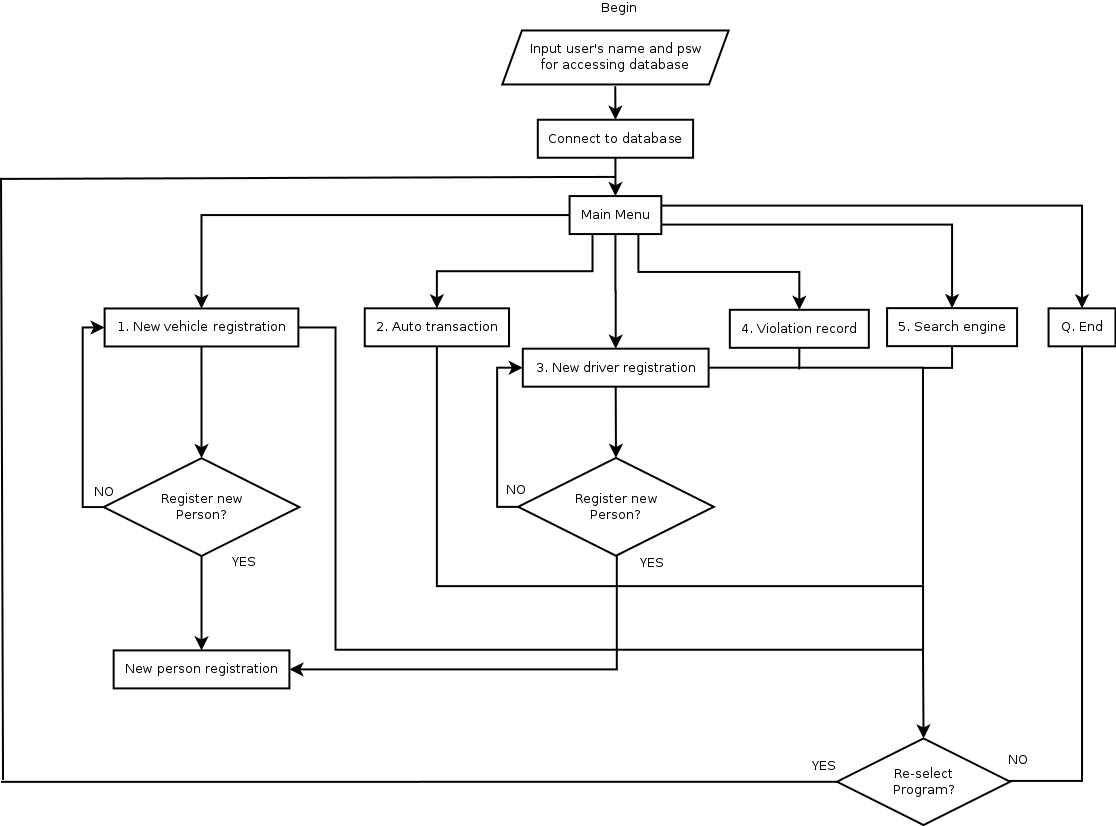 Begin
Input user's name and psw
for accessing database
Connect to database
Main Menu
1. New vehicle registration
2. Auto transaction
3. New driver registration
4. Violation record
5. Search engine
Q. End
NO
Register new
Person?
YES
NO
Register new
Person?
YES
New person registration
YES
Re-select
Program?
NO